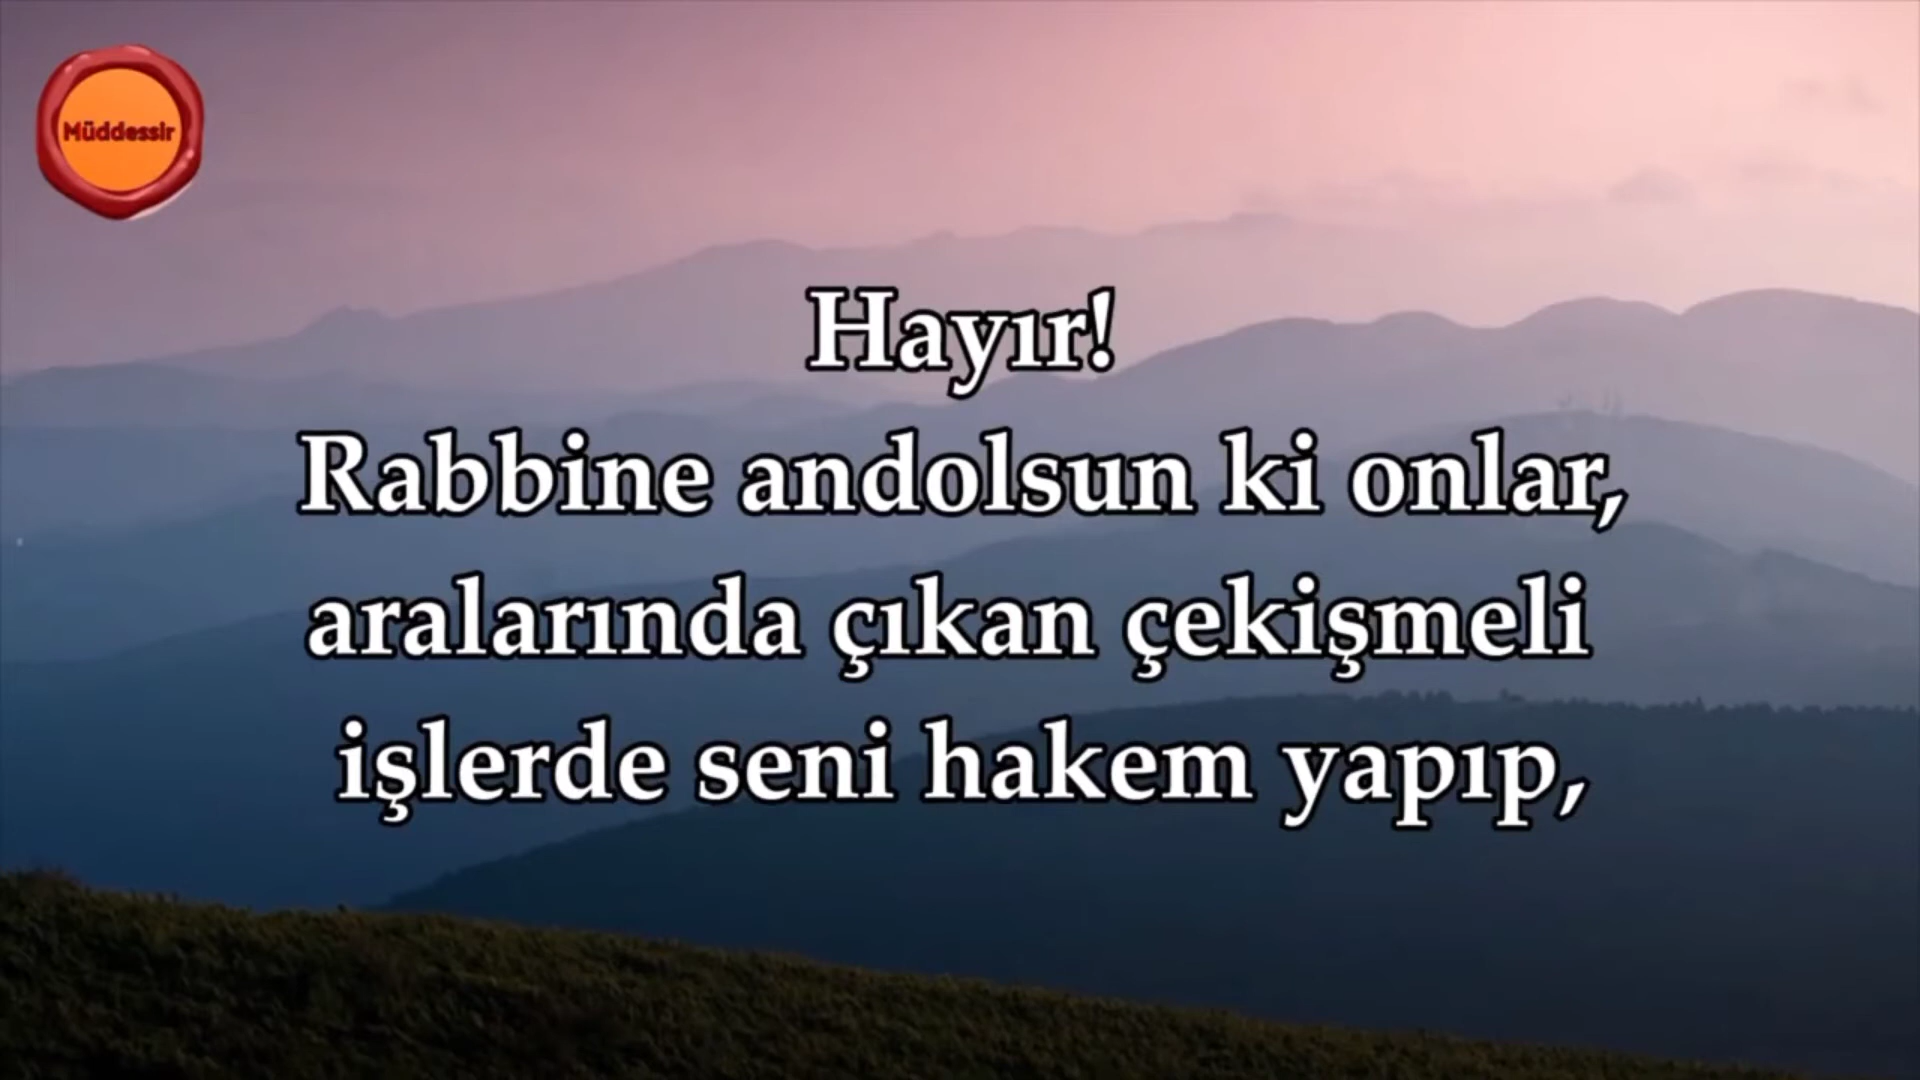 Müddessir
Hayır!
Rabbine andolsun ki onlar,
aralarında çıkan çekişmeli
işlerde seni hakem yapıp,